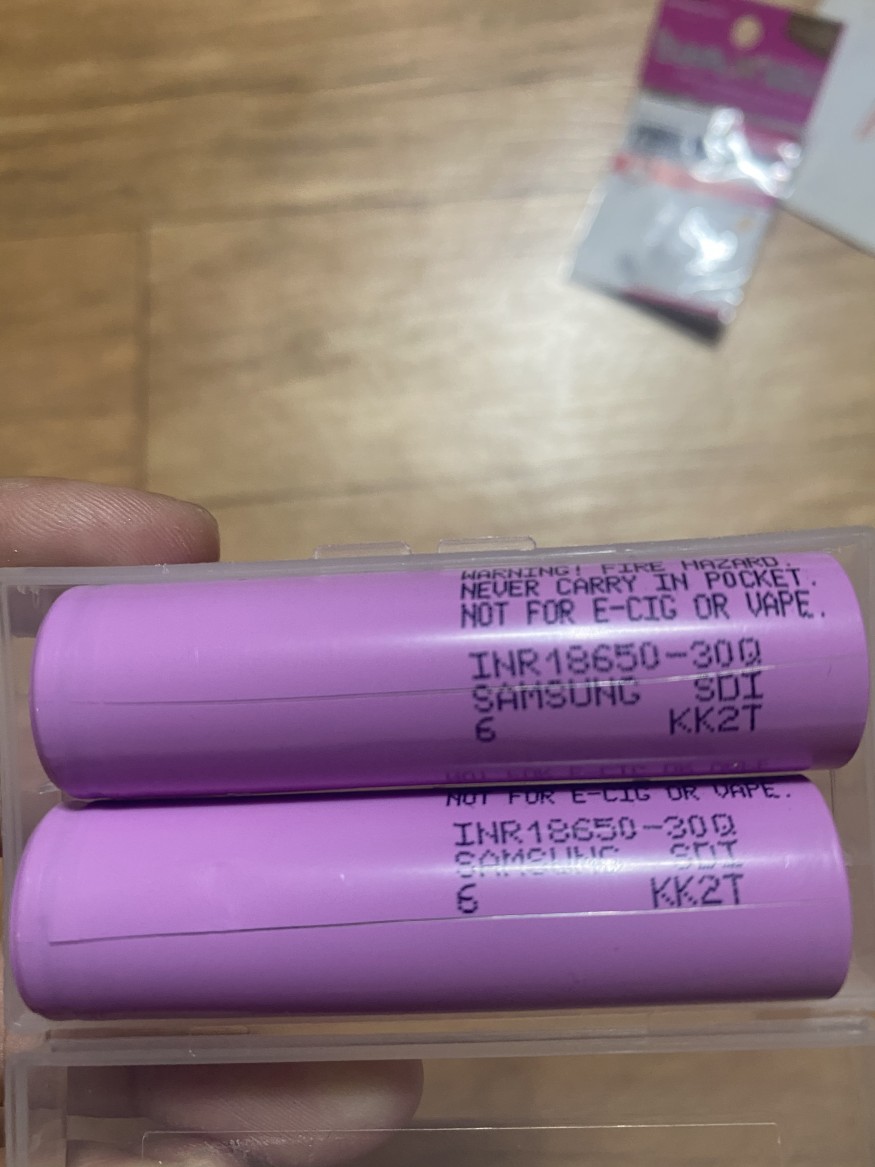 WARNING! FIRE HAZARD.
NEVER CARRY IN POCKET.
NOT FOR E-CIG OR VAPE.
INR18650-30Q
SAMSUNG SDI
6 KK2T
NOT FOR E-CIG OR VAPE.
INR18650-30Q
SAMSUNG SDI
6 KK2T